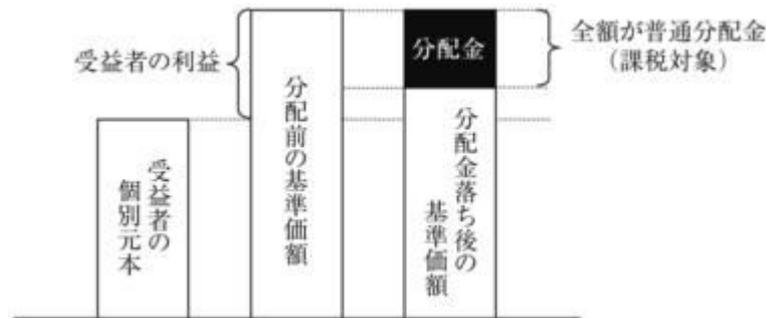 受益者の利益
分配金
全額が普通分配金
（課税対象）
受益者の
個別元本
分配前の基準価額
分配金落ち後の
基準価額